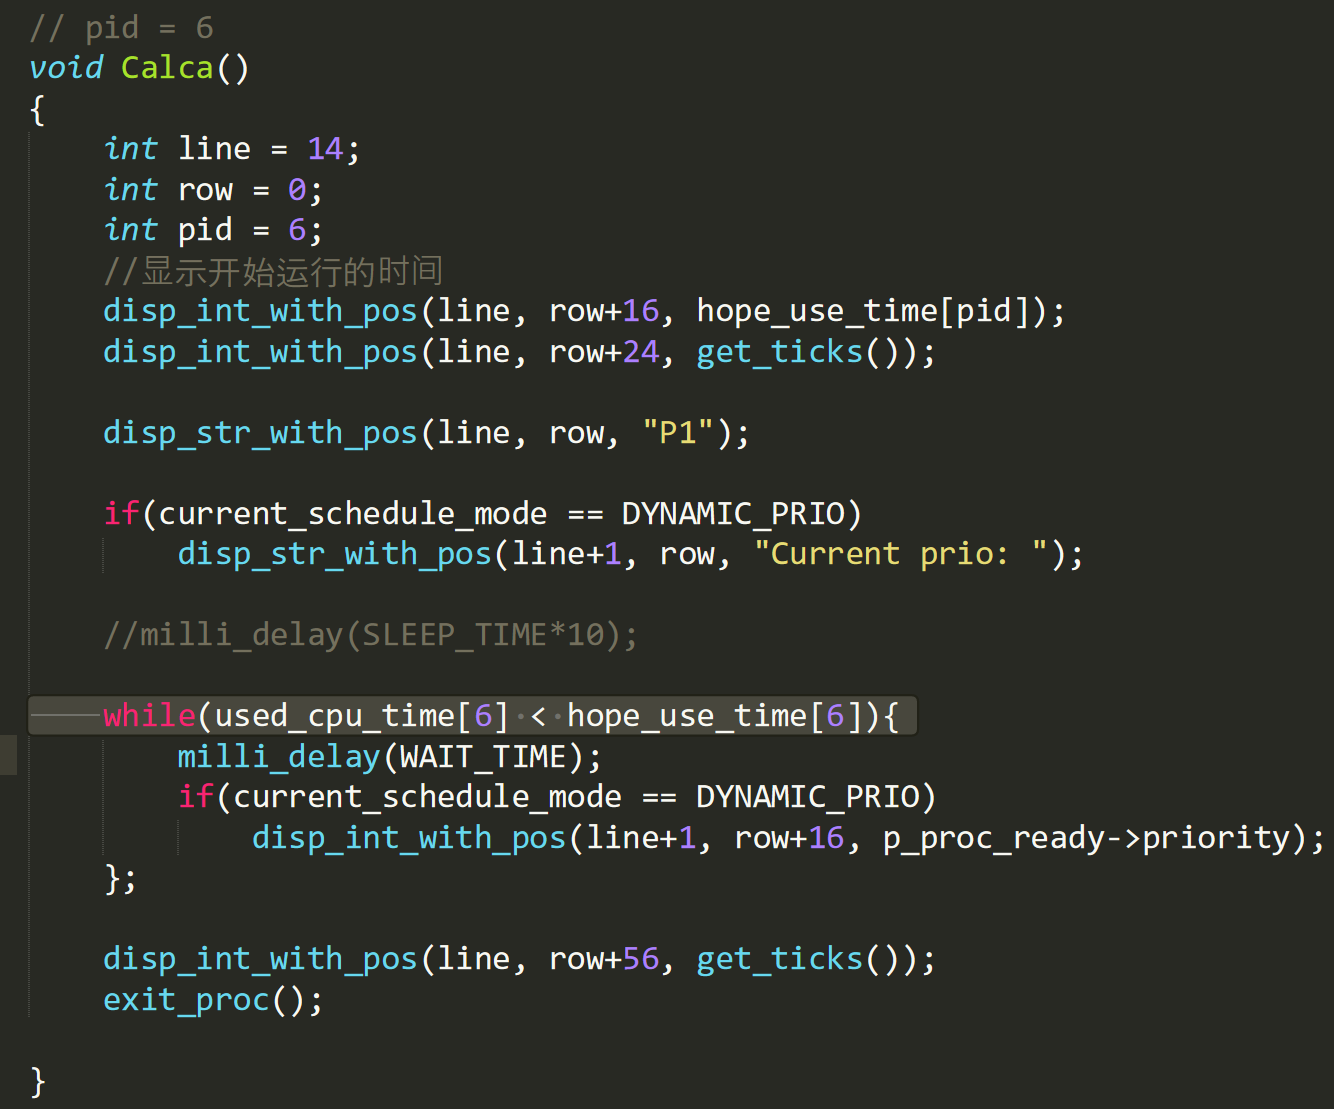 // pid = 6
void Calca()
{
    int line = 14;
    int row = 0;
    int pid = 6;
    //显示开始运行的时间
    disp_int_with_pos(line, row+16, hope_use_time[pid]);
    disp_int_with_pos(line, row+24, get_ticks());
    disp_str_with_pos(line, row, "P1");
    if(current_schedule_mode == DYNAMIC_PRIO)
        disp_str_with_pos(line+1, row, "Current prio: ");
    //milli_delay(SLEEP_TIME*10);
    while(used_cpu_time[6] < hope_use_time[6]){
        milli_delay(WAIT_TIME);
        if(current_schedule_mode == DYNAMIC_PRIO)
            disp_int_with_pos(line+1, row+16, p_proc_ready->priority);
    };
    disp_int_with_pos(line, row+56, get_ticks());
    exit_proc();
}